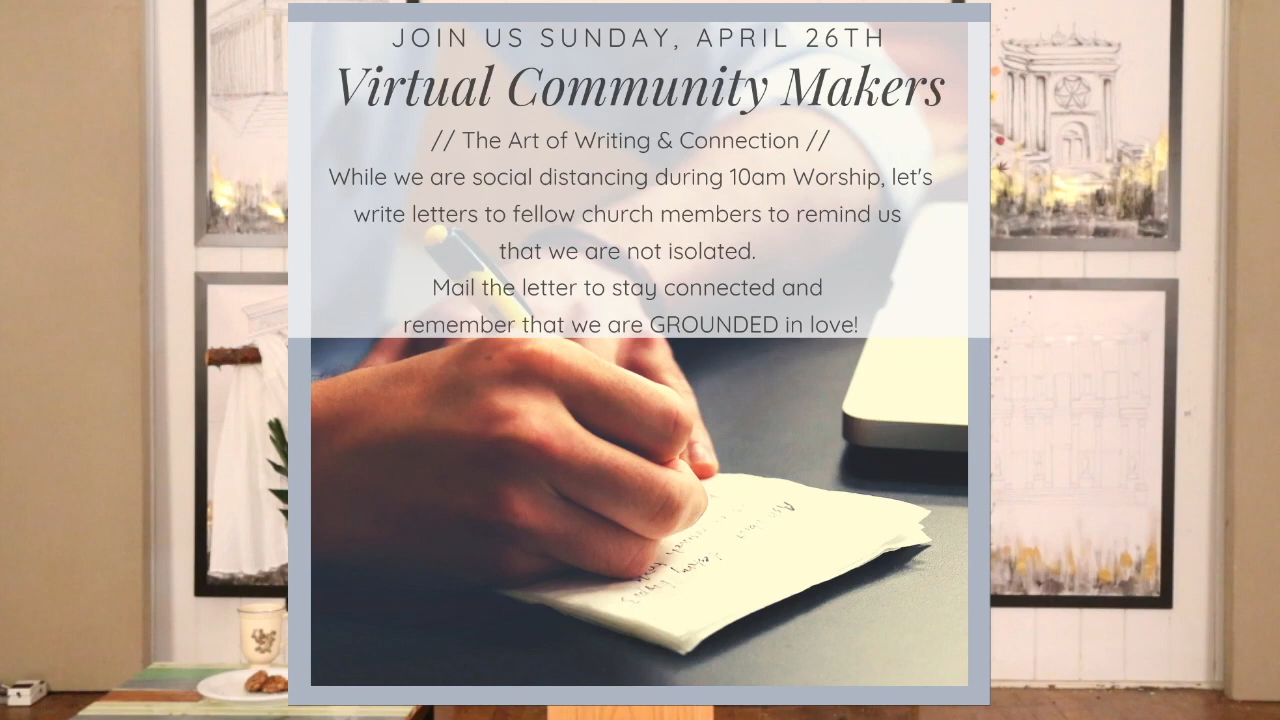 JOIN US SUNDAY, APRIL 26TH
Virtual Community Makers
// The Art of Writing & Connection //
While we are social distancing during 10am Worship, let's
write letters to fellow church members to remind us
that we are not isolated.
Mail the letter to stay connected and
remember that we are GROUNDED in love!